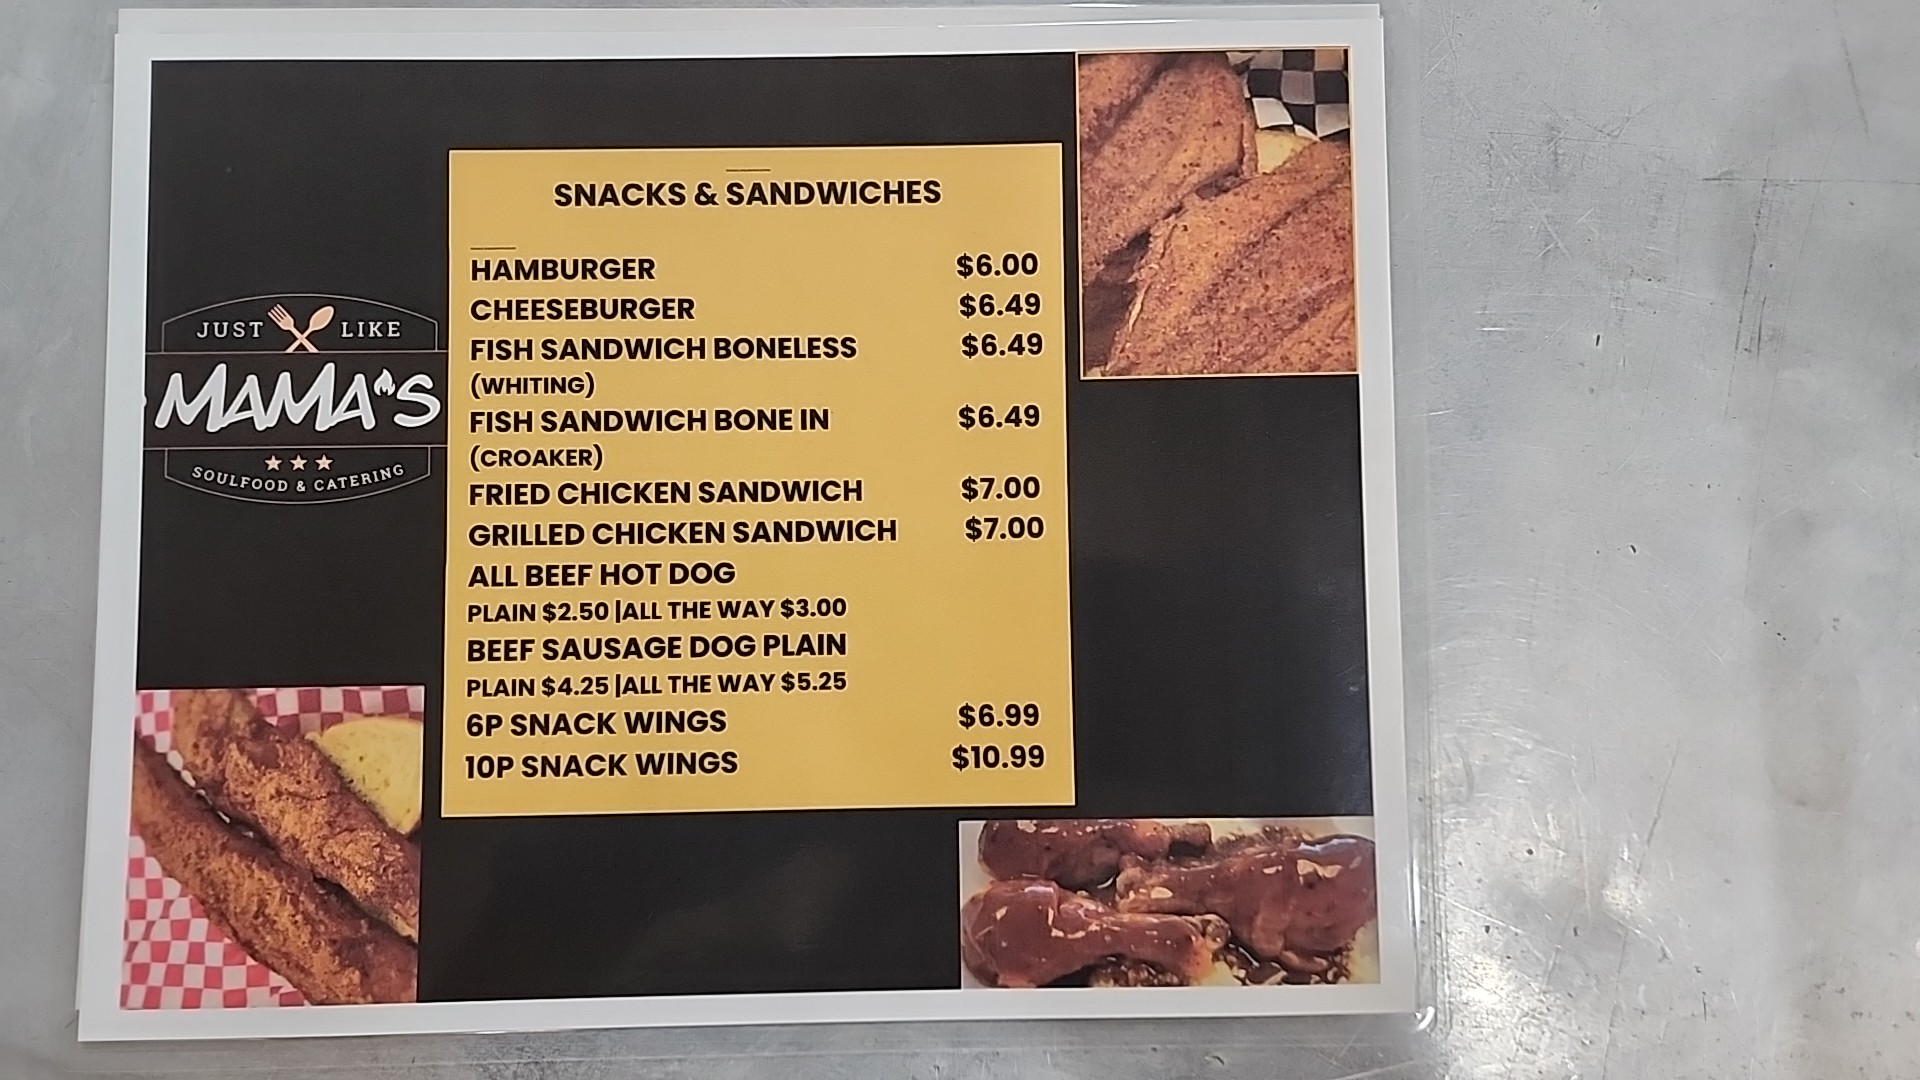 SNACKS & SANDWICHES
HAMBURGER $6.00
CHEESEBURGER $6.49
FISH SANDWICH BONELESS $6.49
(WHITING)
FISH SANDWICH BONE IN $6.49
(CROAKER)
FRIED CHICKEN SANDWICH $7.00
GRILLED CHICKEN SANDWICH $7.00
ALL BEEF HOT DOG
PLAIN $2.50 |ALL THE WAY $3.00
BEEF SAUSAGE DOG PLAIN
PLAIN $4.25 |ALL THE WAY $5.25
6P SNACK WINGS $6.99
10P SNACK WINGS $10.99
JUST LIKE
MAMA'S
SOULFOOD & CATERING